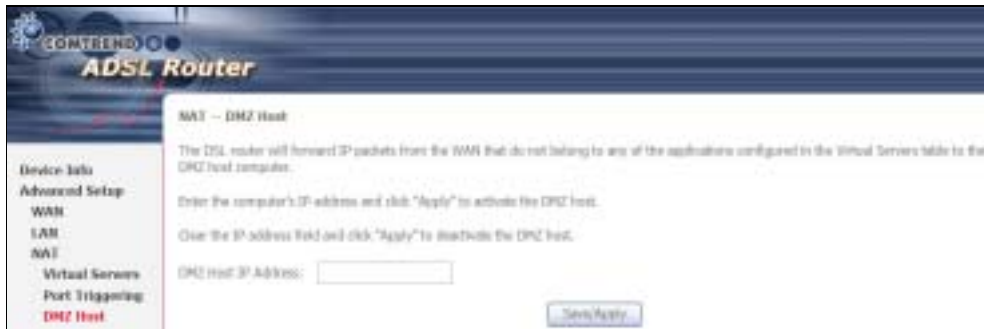 COMTREND
ADSL Router
NAT -- DMZ Host
The DSL router will forward IP packets from the WAN that do not belong to any of the applications configured in the Virtual Servers table to the
DMZ host computer.
Enter the computer's IP address and click "Apply" to activate the DMZ host.
Clear the IP address field and click "Apply" to deactivate the DMZ host.
DMZ Host IP Address:
Save/Apply
Device Info
Advanced Setup
WAN
LAN
NAT
Virtual Servers
Port Triggering
DMZ Host